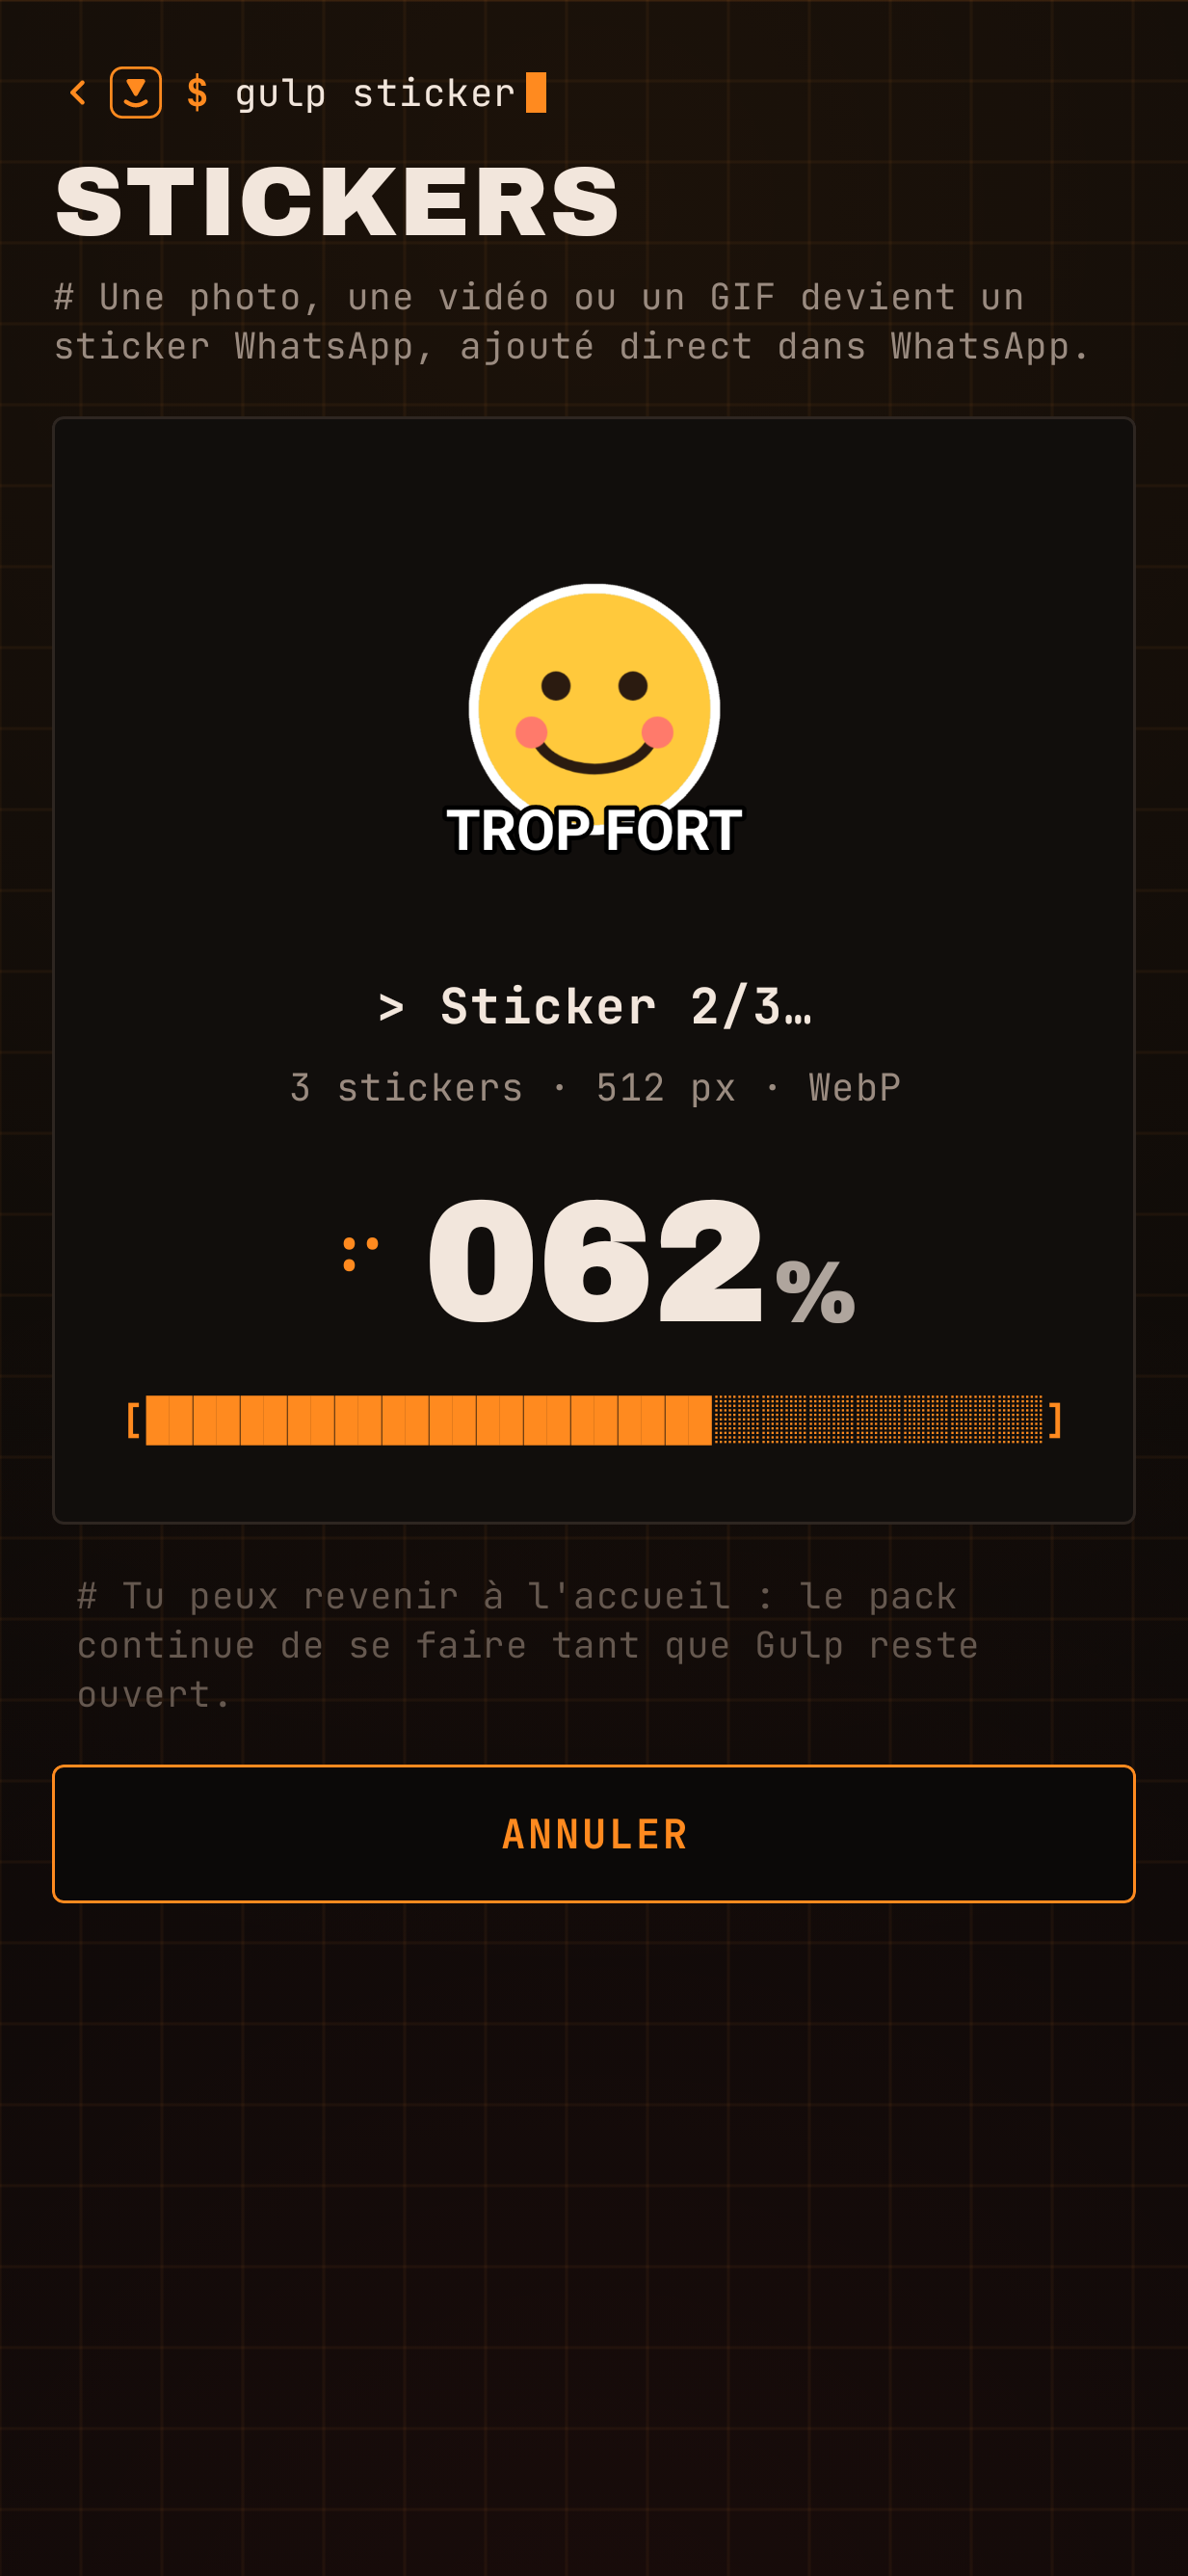 $ gulp sticker
STICKERS
# Une photo, une vidéo ou un GIF devient un
sticker WhatsApp, ajouté direct dans WhatsApp.
TROP FORT
> Sticker 2/3…
3 stickers · 512 px · WebP
062%
[ ]
# Tu peux revenir à l'accueil : le pack
continue de se faire tant que Gulp reste
ouvert.
ANNULER